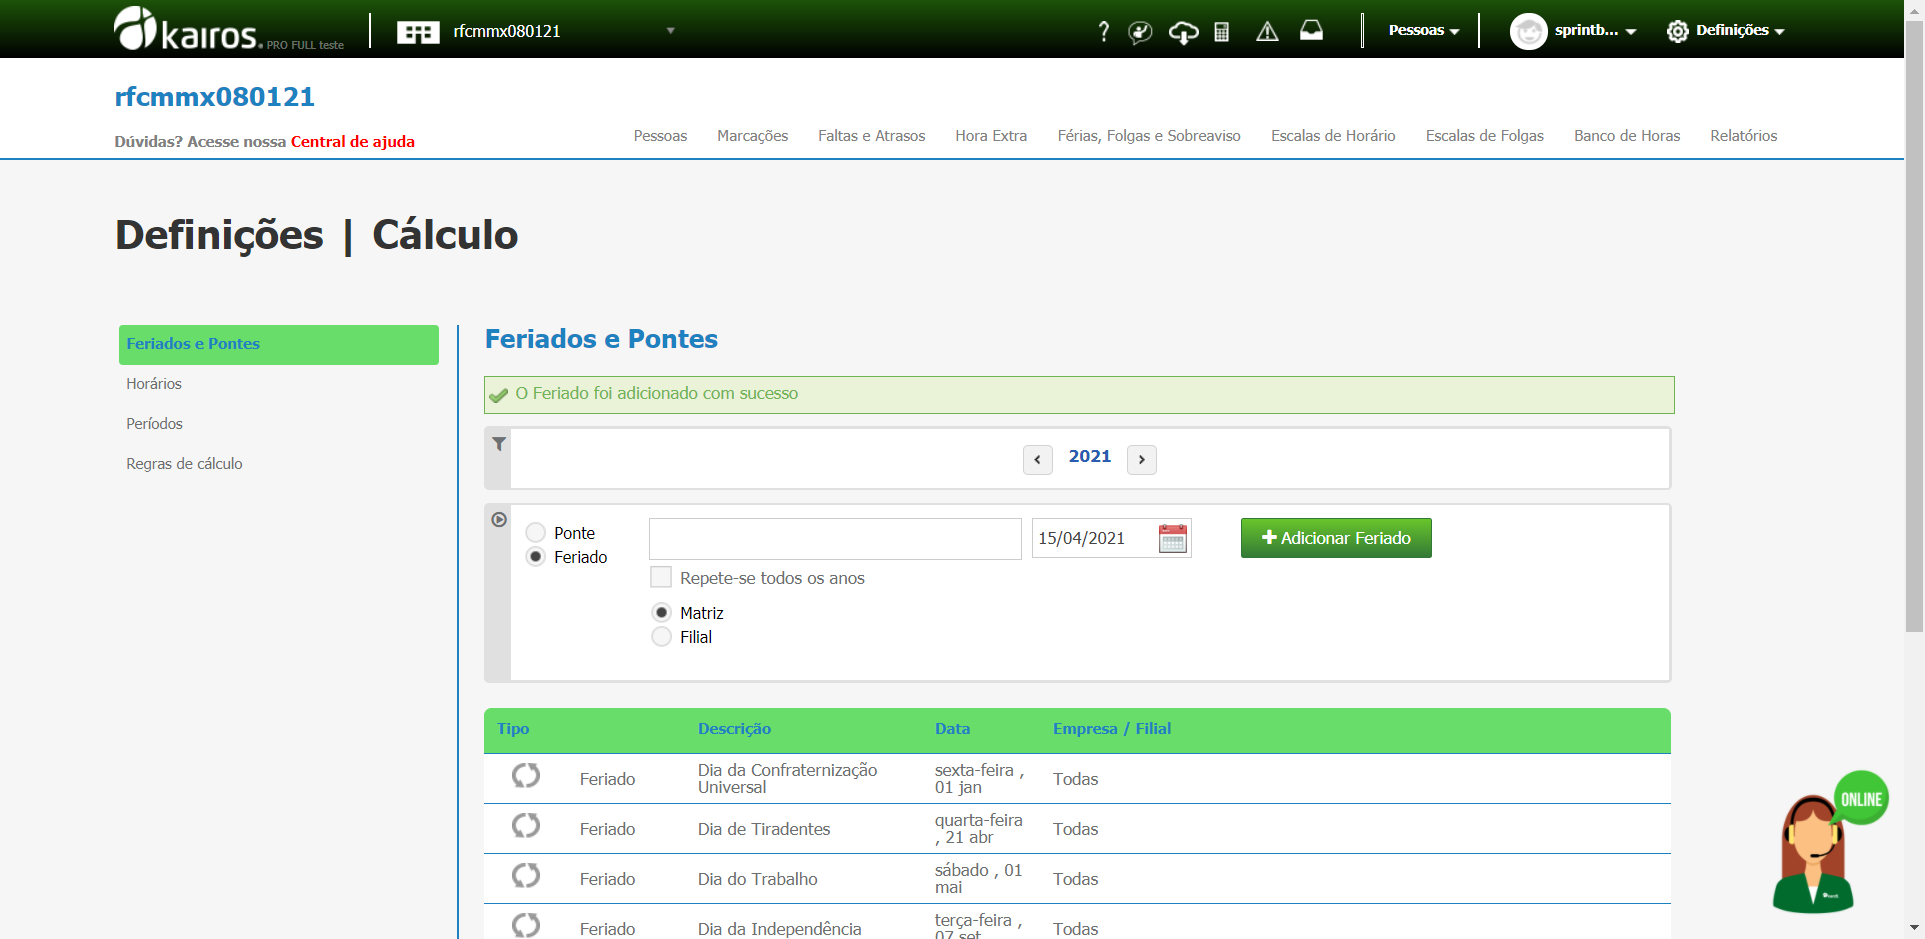 kairos. PRO FULL teste
rfcmmx080121
?
Pessoas
sprintb...
Definições
rfcmmx080121
Dúvidas? Acesse nossa Central de ajuda
Pessoas Marcações Faltas e Atrasos Hora Extra Férias, Folgas e Sobreaviso Escalas de Horário Escalas de Folgas Banco de Horas Relatórios
Definições | Cálculo
Feriados e Pontes
Horários
Períodos
Regras de cálculo
Feriados e Pontes
O Feriado foi adicionado com sucesso
2021
Ponte
Feriado
15/04/2021
+ Adicionar Feriado
Repete-se todos os anos
Matriz
Filial
Tipo Descrição Data Empresa / Filial
Feriado Dia da Confraternização Universal sexta-feira , 01 jan Todas
Feriado Dia de Tiradentes quarta-feira , 21 abr Todas
Feriado Dia do Trabalho sábado , 01 mai Todas
Feriado Dia da Independência terça-feira , 07 set Todas
ONLINE